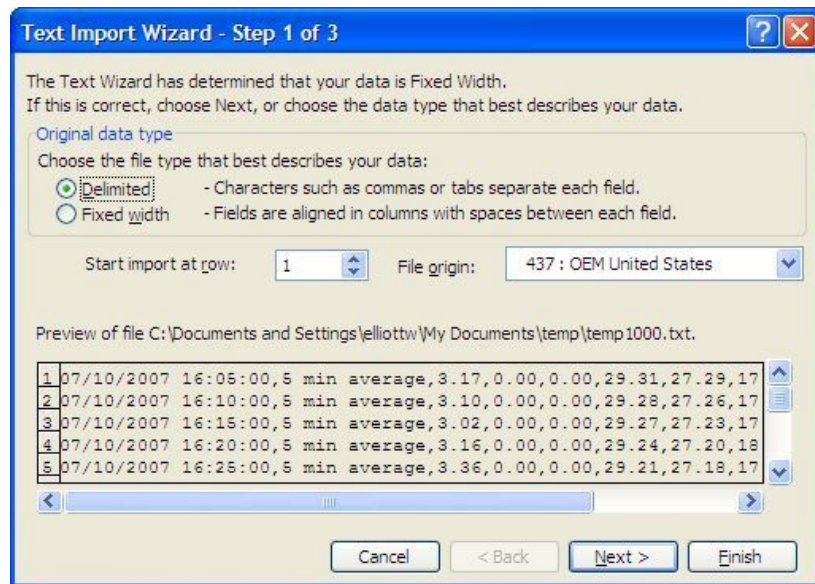 Text Import Wizard - Step 1 of 3
The Text Wizard has determined that your data is Fixed Width.
If this is correct, choose Next, or choose the data type that best describes your data.
Original data type
Choose the file type that best describes your data:
Delimited - Characters such as commas or tabs separate each field.
Fixed width - Fields are aligned in columns with spaces between each field.
Start import at row: 1 File origin: 437 : OEM United States
Preview of file C:\Documents and Settings\elliottw\My Documents\temp\temp1000.txt.
1 07/10/2007 16:05:00,5 min average,3.17,0.00,0.00,29.31,27.29,17
2 07/10/2007 16:10:00,5 min average,3.10,0.00,0.00,29.28,27.26,17
3 07/10/2007 16:15:00,5 min average,3.02,0.00,0.00,29.27,27.23,17
4 07/10/2007 16:20:00,5 min average,3.16,0.00,0.00,29.24,27.20,18
5 07/10/2007 16:25:00,5 min average,3.36,0.00,0.00,29.21,27.18,17
Cancel < Back Next > Finish